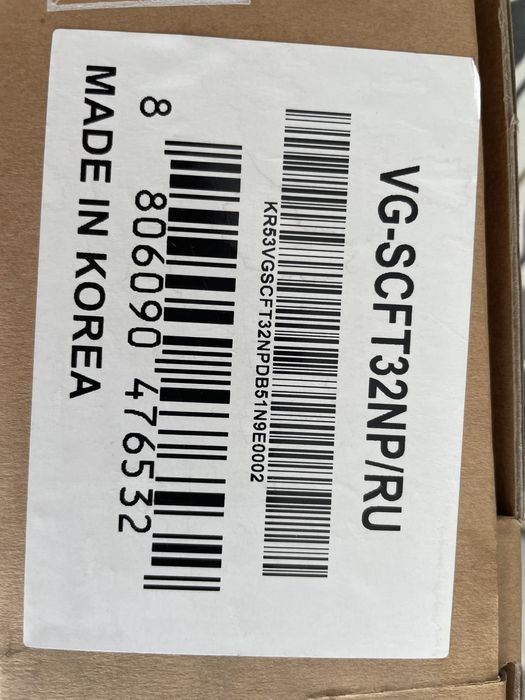 VG-SCFT32NP/RU
KR53VGSCFT32NPDB51N9E0002
8 806090 476532
MADE IN KOREA